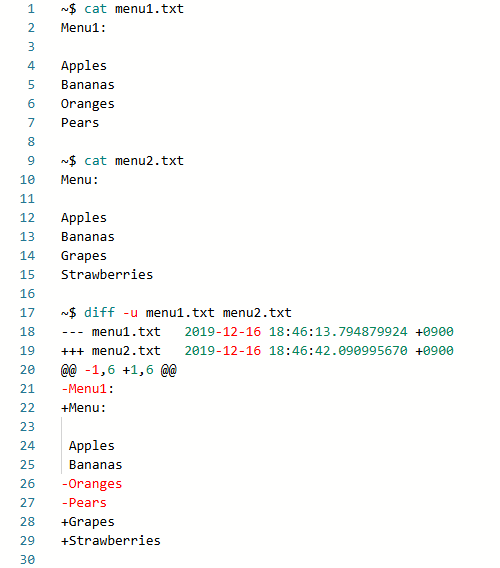 1 ~$ cat menu1.txt
2 Menu1:
3
4 Apples
5 Bananas
6 Oranges
7 Pears
8
9 ~$ cat menu2.txt
10 Menu:
11
12 Apples
13 Bananas
14 Grapes
15 Strawberries
16
17 ~$ diff -u menu1.txt menu2.txt
18 --- menu1.txt   2019-12-16 18:46:13.794879924 +0900
19 +++ menu2.txt   2019-12-16 18:46:42.090995670 +0900
20 @@ -1,6 +1,6 @@
21 -Menu1:
22 +Menu:
23
24  Apples
25  Bananas
26 -Oranges
27 -Pears
28 +Grapes
29 +Strawberries
30